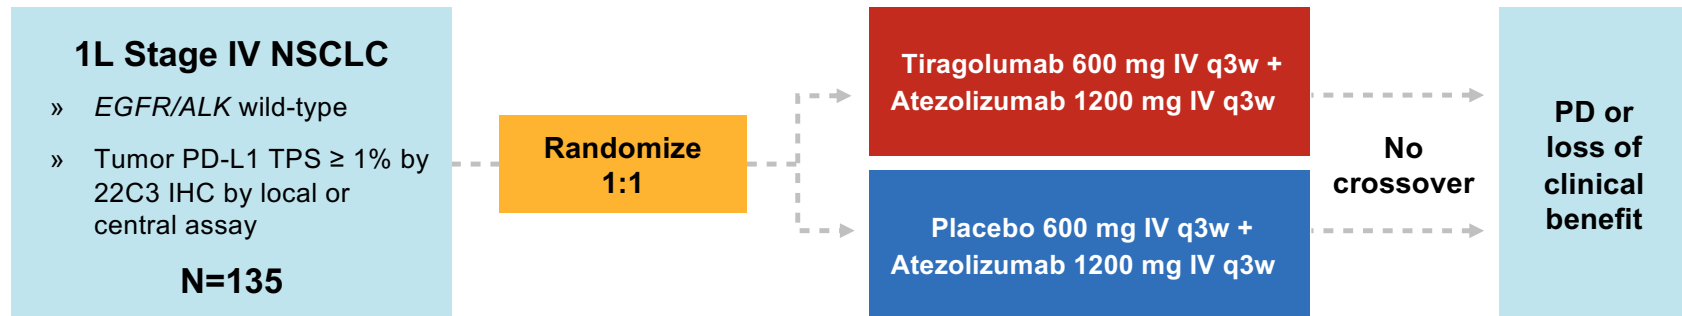 1L Stage IV NSCLC
» EGFR/ALK wild-type
» Tumor PD-L1 TPS ≥ 1% by
22C3 IHC by local or
central assay
N=135
Randomize
1:1
Tiragolumab 600 mg IV q3w +
Atezolizumab 1200 mg IV q3w
Placebo 600 mg IV q3w +
Atezolizumab 1200 mg IV q3w
No
crossover
PD or
loss of
clinical
benefit